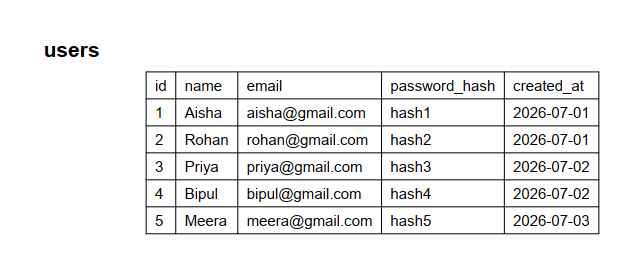 users
id name email password_hash created_at
1 Aisha aisha@gmail.com hash1 2026-07-01
2 Rohan rohan@gmail.com hash2 2026-07-01
3 Priya priya@gmail.com hash3 2026-07-02
4 Bipul bipul@gmail.com hash4 2026-07-02
5 Meera meera@gmail.com hash5 2026-07-03